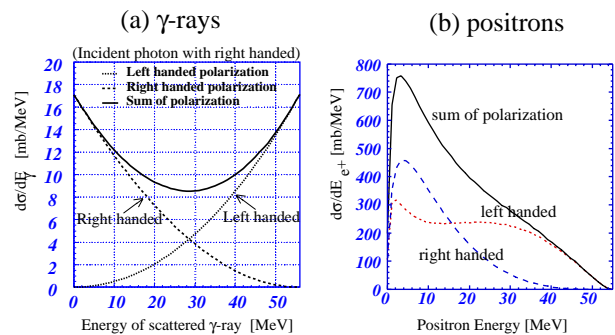 (a) γ-rays
(Incident photon with right handed)
Left handed polarization
Right handed polarization
Sum of polarization
dσ/dEγ [mb/MeV]
20
18
16
14
12
10
8
6
4
2
0
Right handed
Left handed
0 10 20 30 40 50
Energy of scattered γ-ray [MeV]
(b) positrons
dσ/dE e+ [mb/MeV]
800
700
600
500
400
300
200
100
0
sum of polarization
left handed
right handed
0 10 20 30 40 50
Positron Energy [MeV]